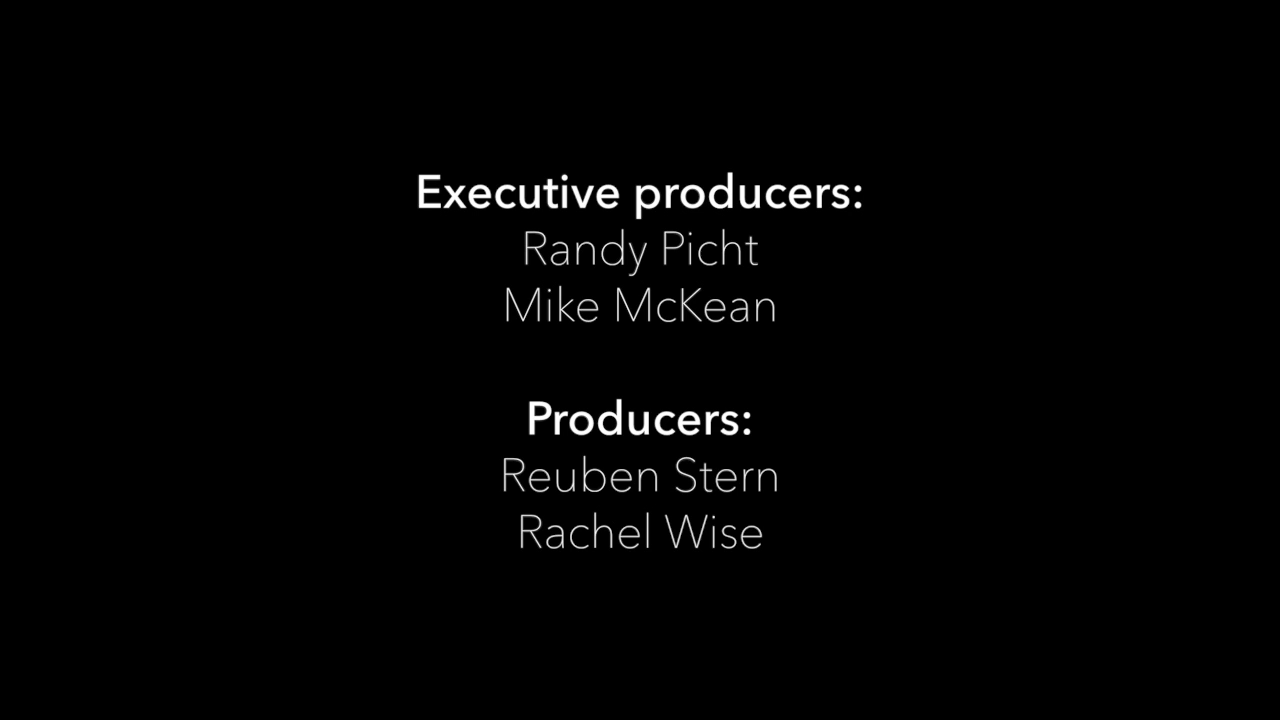 Executive producers:
Randy Picht
Mike McKean
Producers:
Reuben Stern
Rachel Wise